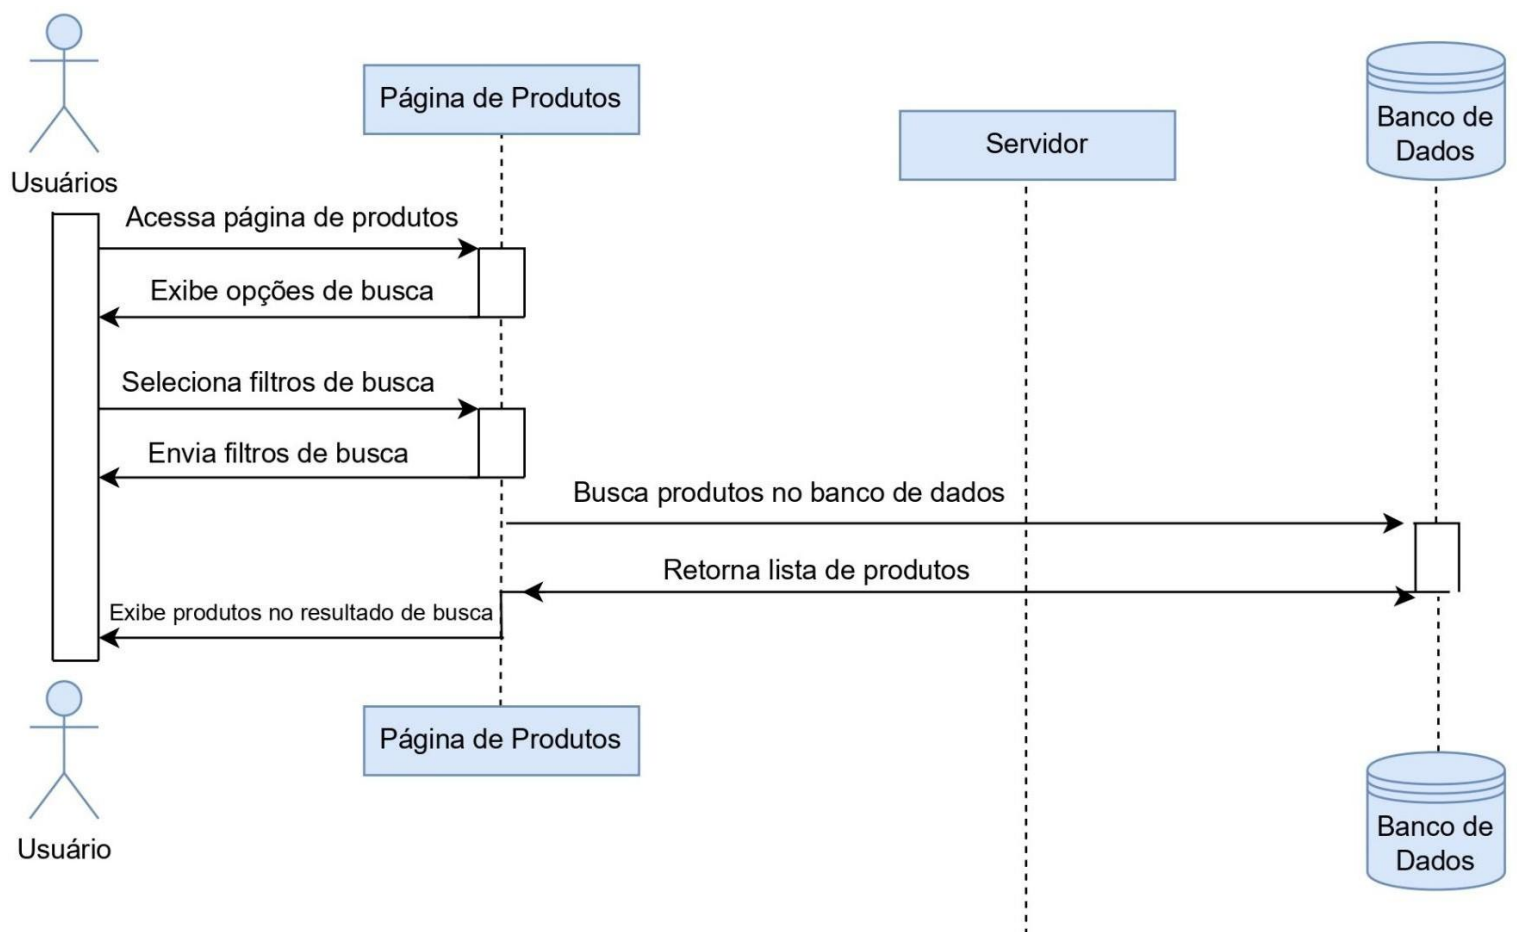 Página de Produtos
Servidor
Banco de
Dados
Usuários
Acessa página de produtos
Exibe opções de busca
Seleciona filtros de busca
Envia filtros de busca
Busca produtos no banco de dados
Retorna lista de produtos
Exibe produtos no resultado de busca
Página de Produtos
Usuário
Banco de
Dados